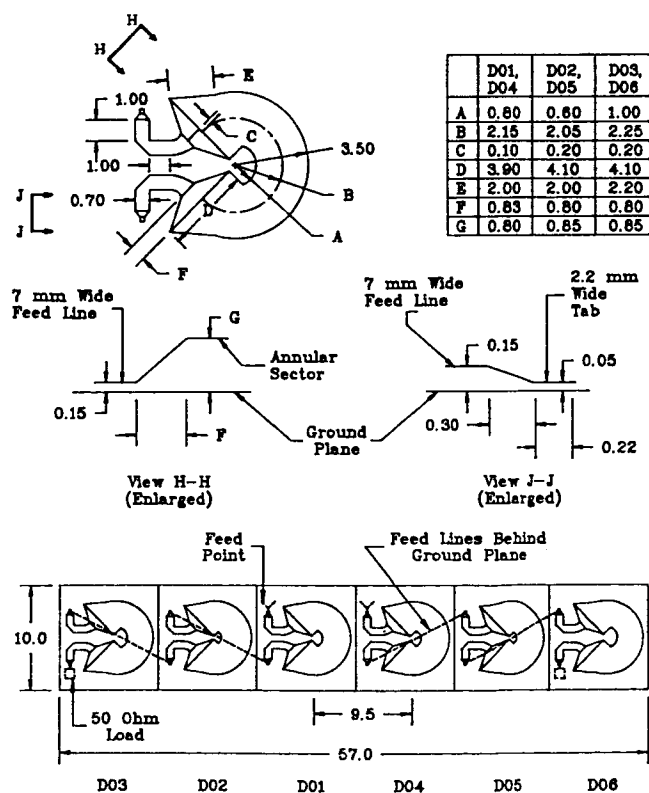 H
H
E
1.00
C
3.50
1.00
J
0.70
B
D
J
A
F
D01, D04 D02, D05 D03, D06
A 0.80 0.60 1.00
B 2.15 2.05 2.25
C 0.10 0.20 0.20
D 3.90 4.10 4.10
E 2.00 2.00 2.20
F 0.83 0.80 0.80
G 0.80 0.85 0.85
7 mm Wide
Feed Line
G
Annular
Sector
0.15
F
View H-H
(Enlarged)
Ground
Plane
7 mm Wide
Feed Line
2.2 mm
Wide
Tab
0.15
0.05
0.30
0.22
View J-J
(Enlarged)
Feed
Point
Feed Lines Behind
Ground Plane
10.0
50 Ohm
Load
9.5
57.0
D03 D02 D01 D04 D05 D06